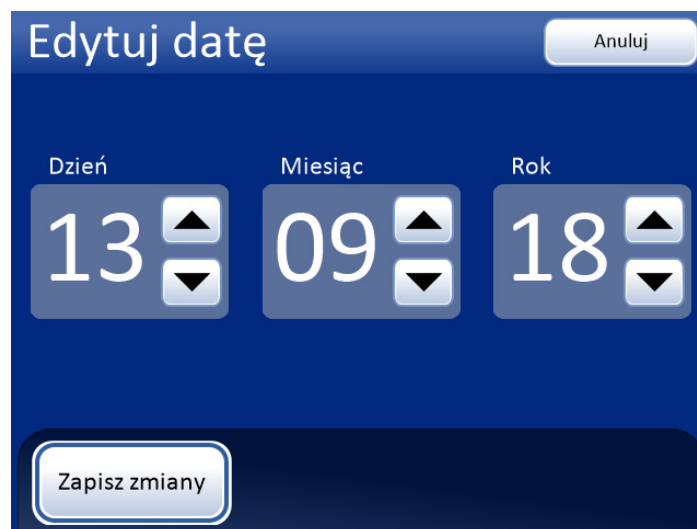 Edytuj datę
Anuluj
Dzień
Miesiąc
Rok
13
09
18
Zapisz zmiany